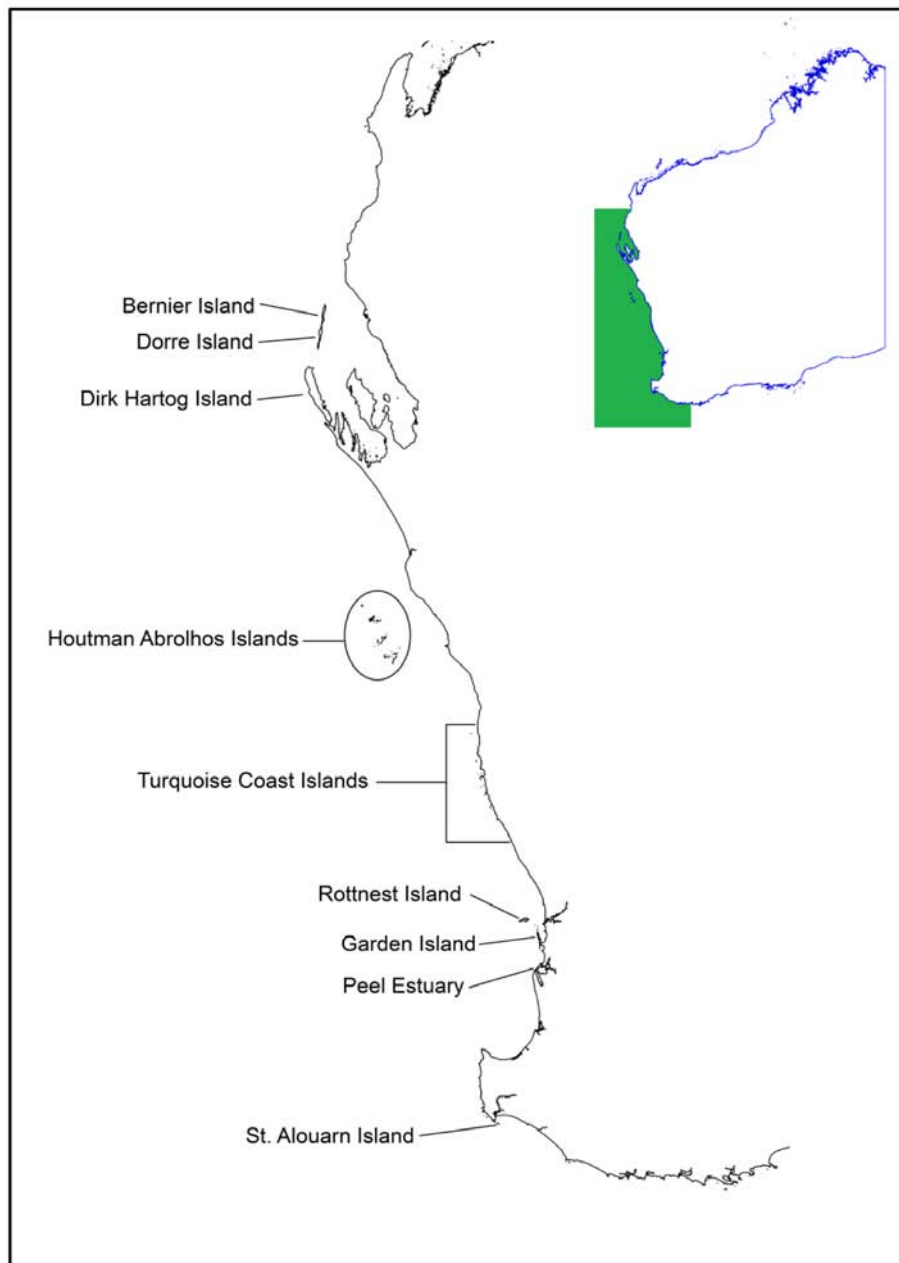 Bernier Island
Dorre Island
Dirk Hartog Island
Houtman Abrolhos Islands
Turquoise Coast Islands
Rottnest Island
Garden Island
Peel Estuary
St. Alouarn Island